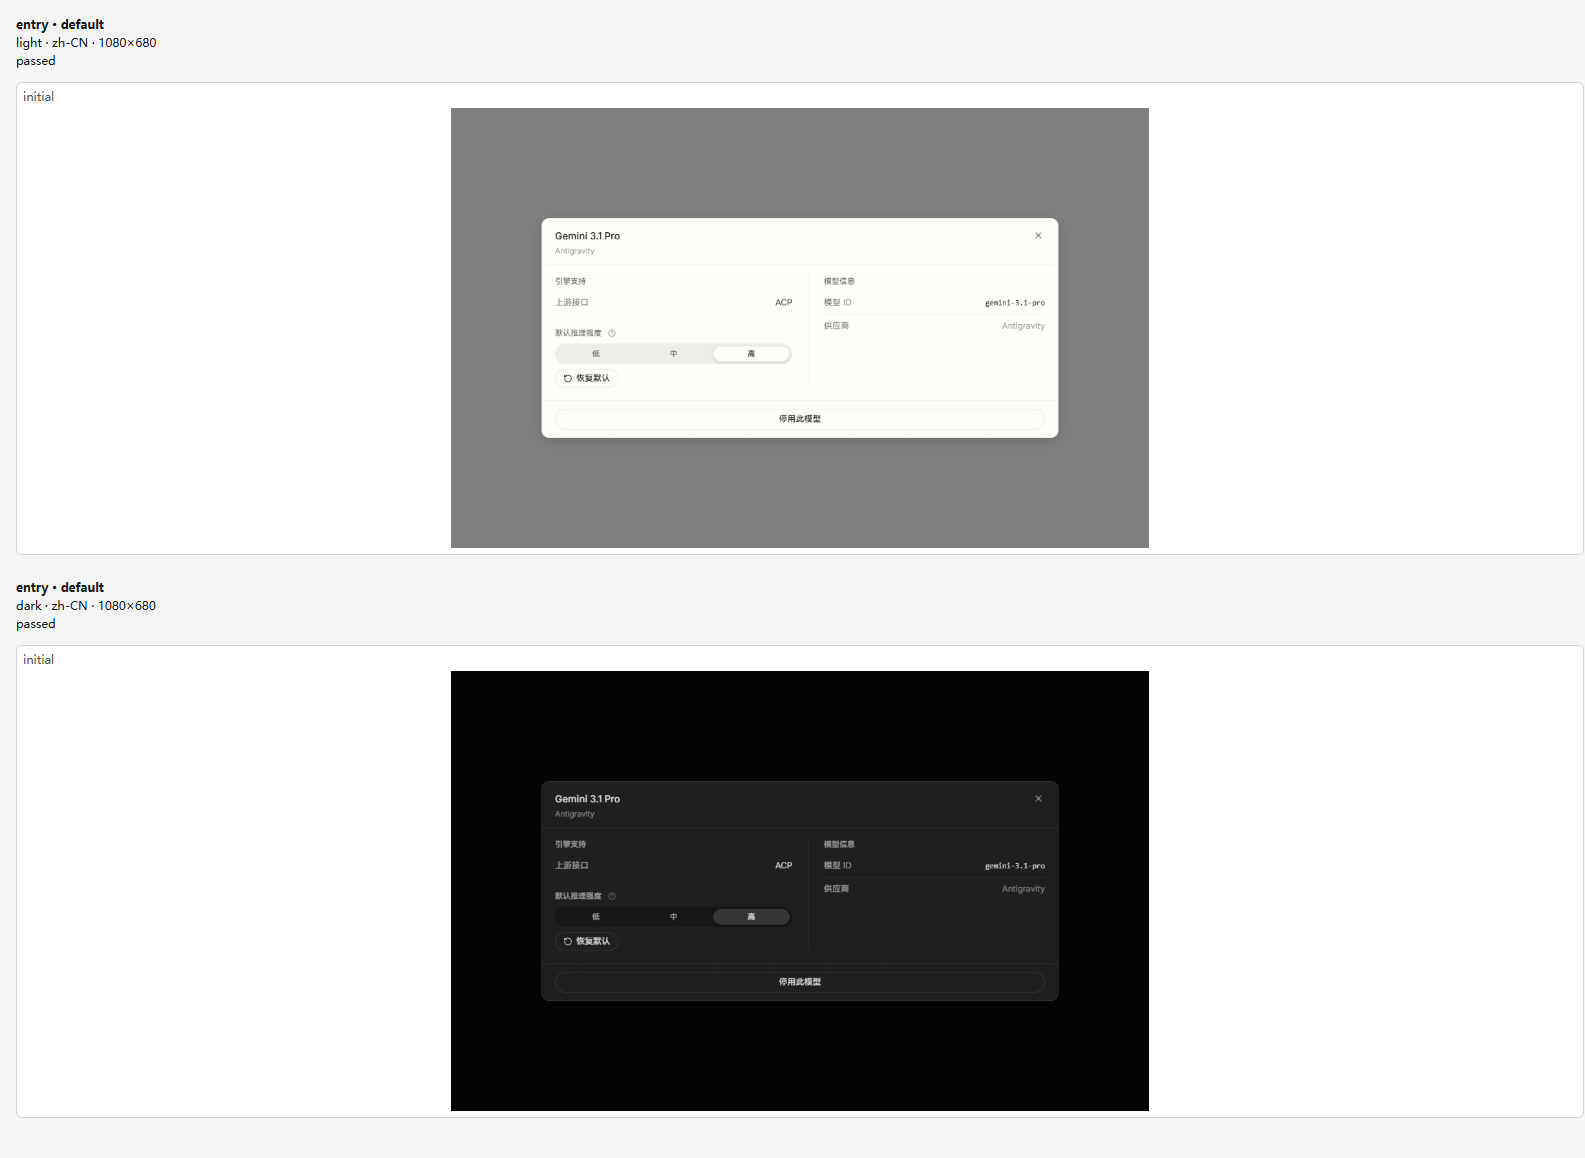 entry • default
light · zh-CN · 1080×680
passed
initial
Gemini 3.1 Pro
Antigravity
引擎支持
上游接口 ACP
默认推理强度
低 中 高
恢复默认
模型信息
模型 ID gemini-3.1-pro
供应商 Antigravity
停用此模型
entry • default
dark · zh-CN · 1080×680
passed
initial
Gemini 3.1 Pro
Antigravity
引擎支持
上游接口 ACP
默认推理强度
低 中 高
恢复默认
模型信息
模型 ID gemini-3.1-pro
供应商 Antigravity
停用此模型